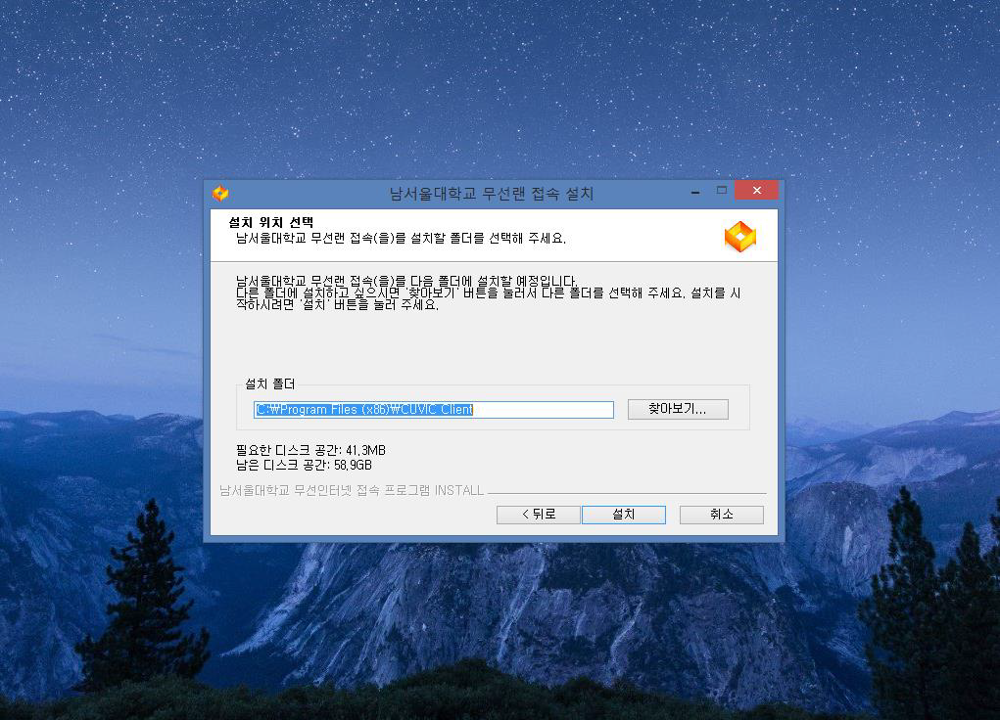 남서울대학교 무선랜 접속 설치
설치 위치 선택
남서울대학교 무선랜 접속(을)를 설치할 폴더를 선택해 주세요.
남서울대학교 무선랜 접속(을)를 다음 폴더에 설치할 예정입니다.
다른 폴더에 설치하고 싶으시면 '찾아보기' 버튼을 눌러서 다른 폴더를 선택해 주세요. 설치를 시
작하시려면 '설치' 버튼을 눌러 주세요.
설치 폴더
C:₩Program Files (x86)₩CUVIC Client
찾아보기...
필요한 디스크 공간: 41.3MB
남은 디스크 공간: 58.9GB
남서울대학교 무선인터넷 접속 프로그램 INSTALL
< 뒤로
설치
취소